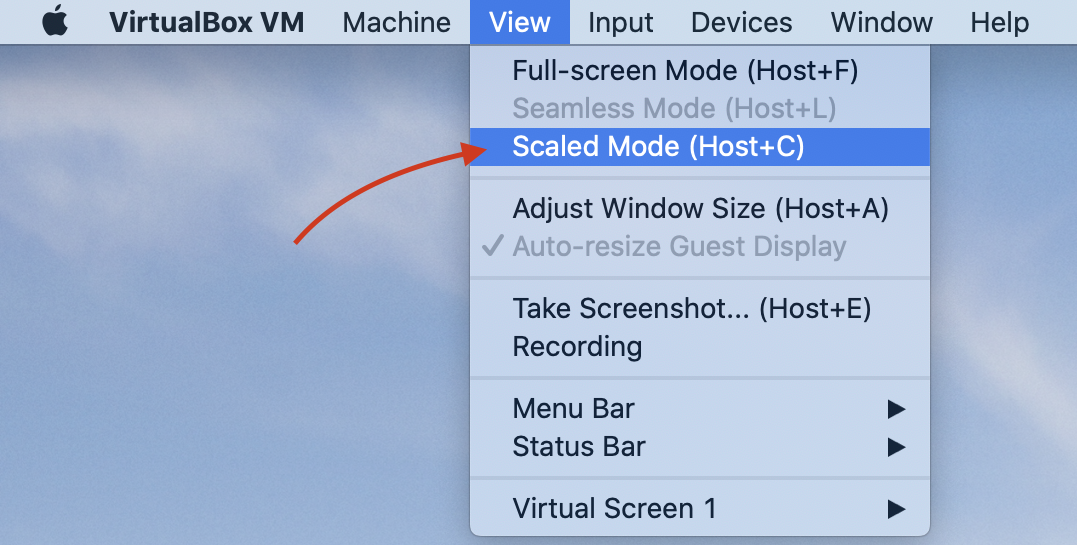 VirtualBox VM Machine View Input Devices Window Help
Full-screen Mode (Host+F)
Seamless Mode (Host+L)
Scaled Mode (Host+C)
Adjust Window Size (Host+A)
Auto-resize Guest Display
Take Screenshot... (Host+E)
Recording
Menu Bar
Status Bar
Virtual Screen 1